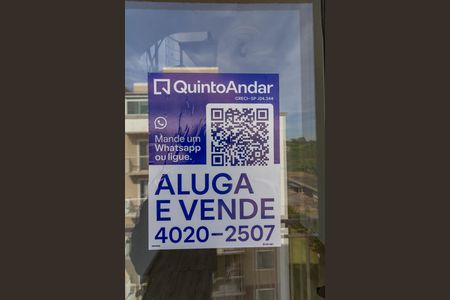 QuintoAndar
CRECI-SP J24.344
Mande um
Whatsapp
ou ligue.
ALUGA
E VENDE
4020-2507